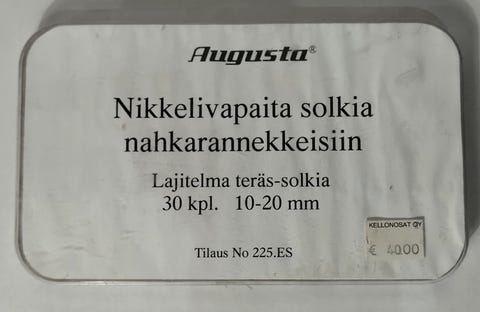 Augusta®
Nikkelivapaita solkia
nahkarannekkeisiin
Lajitelma teräs-solkia
30 kpl. 10-20 mm
KELLONOSAT OY
€ 40.00
Tilaus No 225.ES